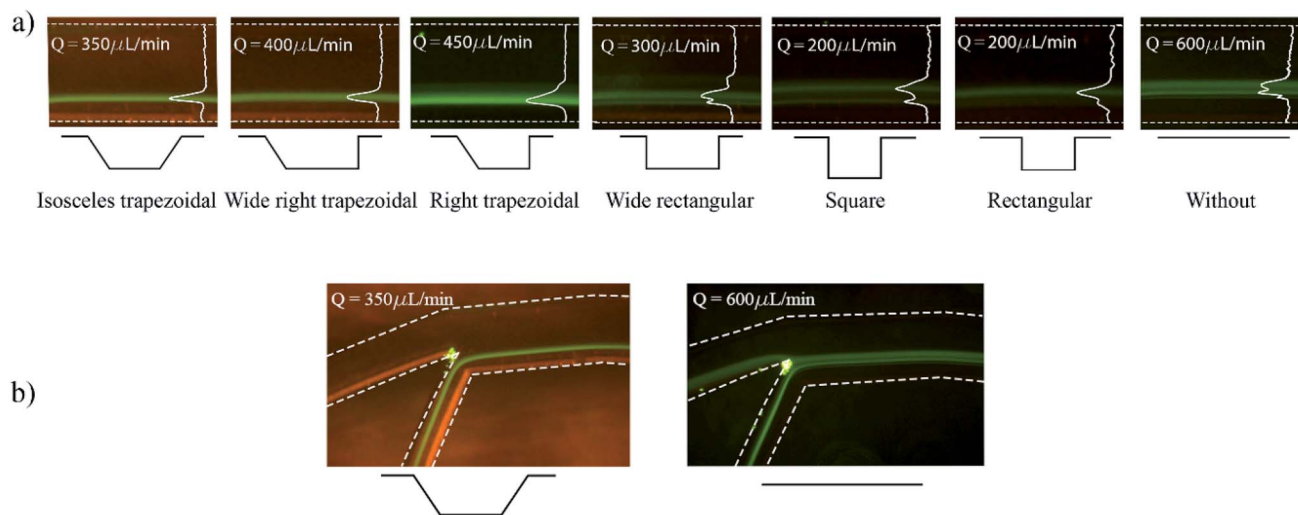 a)
Q = 350μL/min
Q = 400μL/min
Q = 450μL/min
Q = 300μL/min
Q = 200μL/min
Q = 200μL/min
Q = 600μL/min
Isosceles trapezoidal
Wide right trapezoidal
Right trapezoidal
Wide rectangular
Square
Rectangular
Without
b)
Q = 350μL/min
Q = 600μL/min